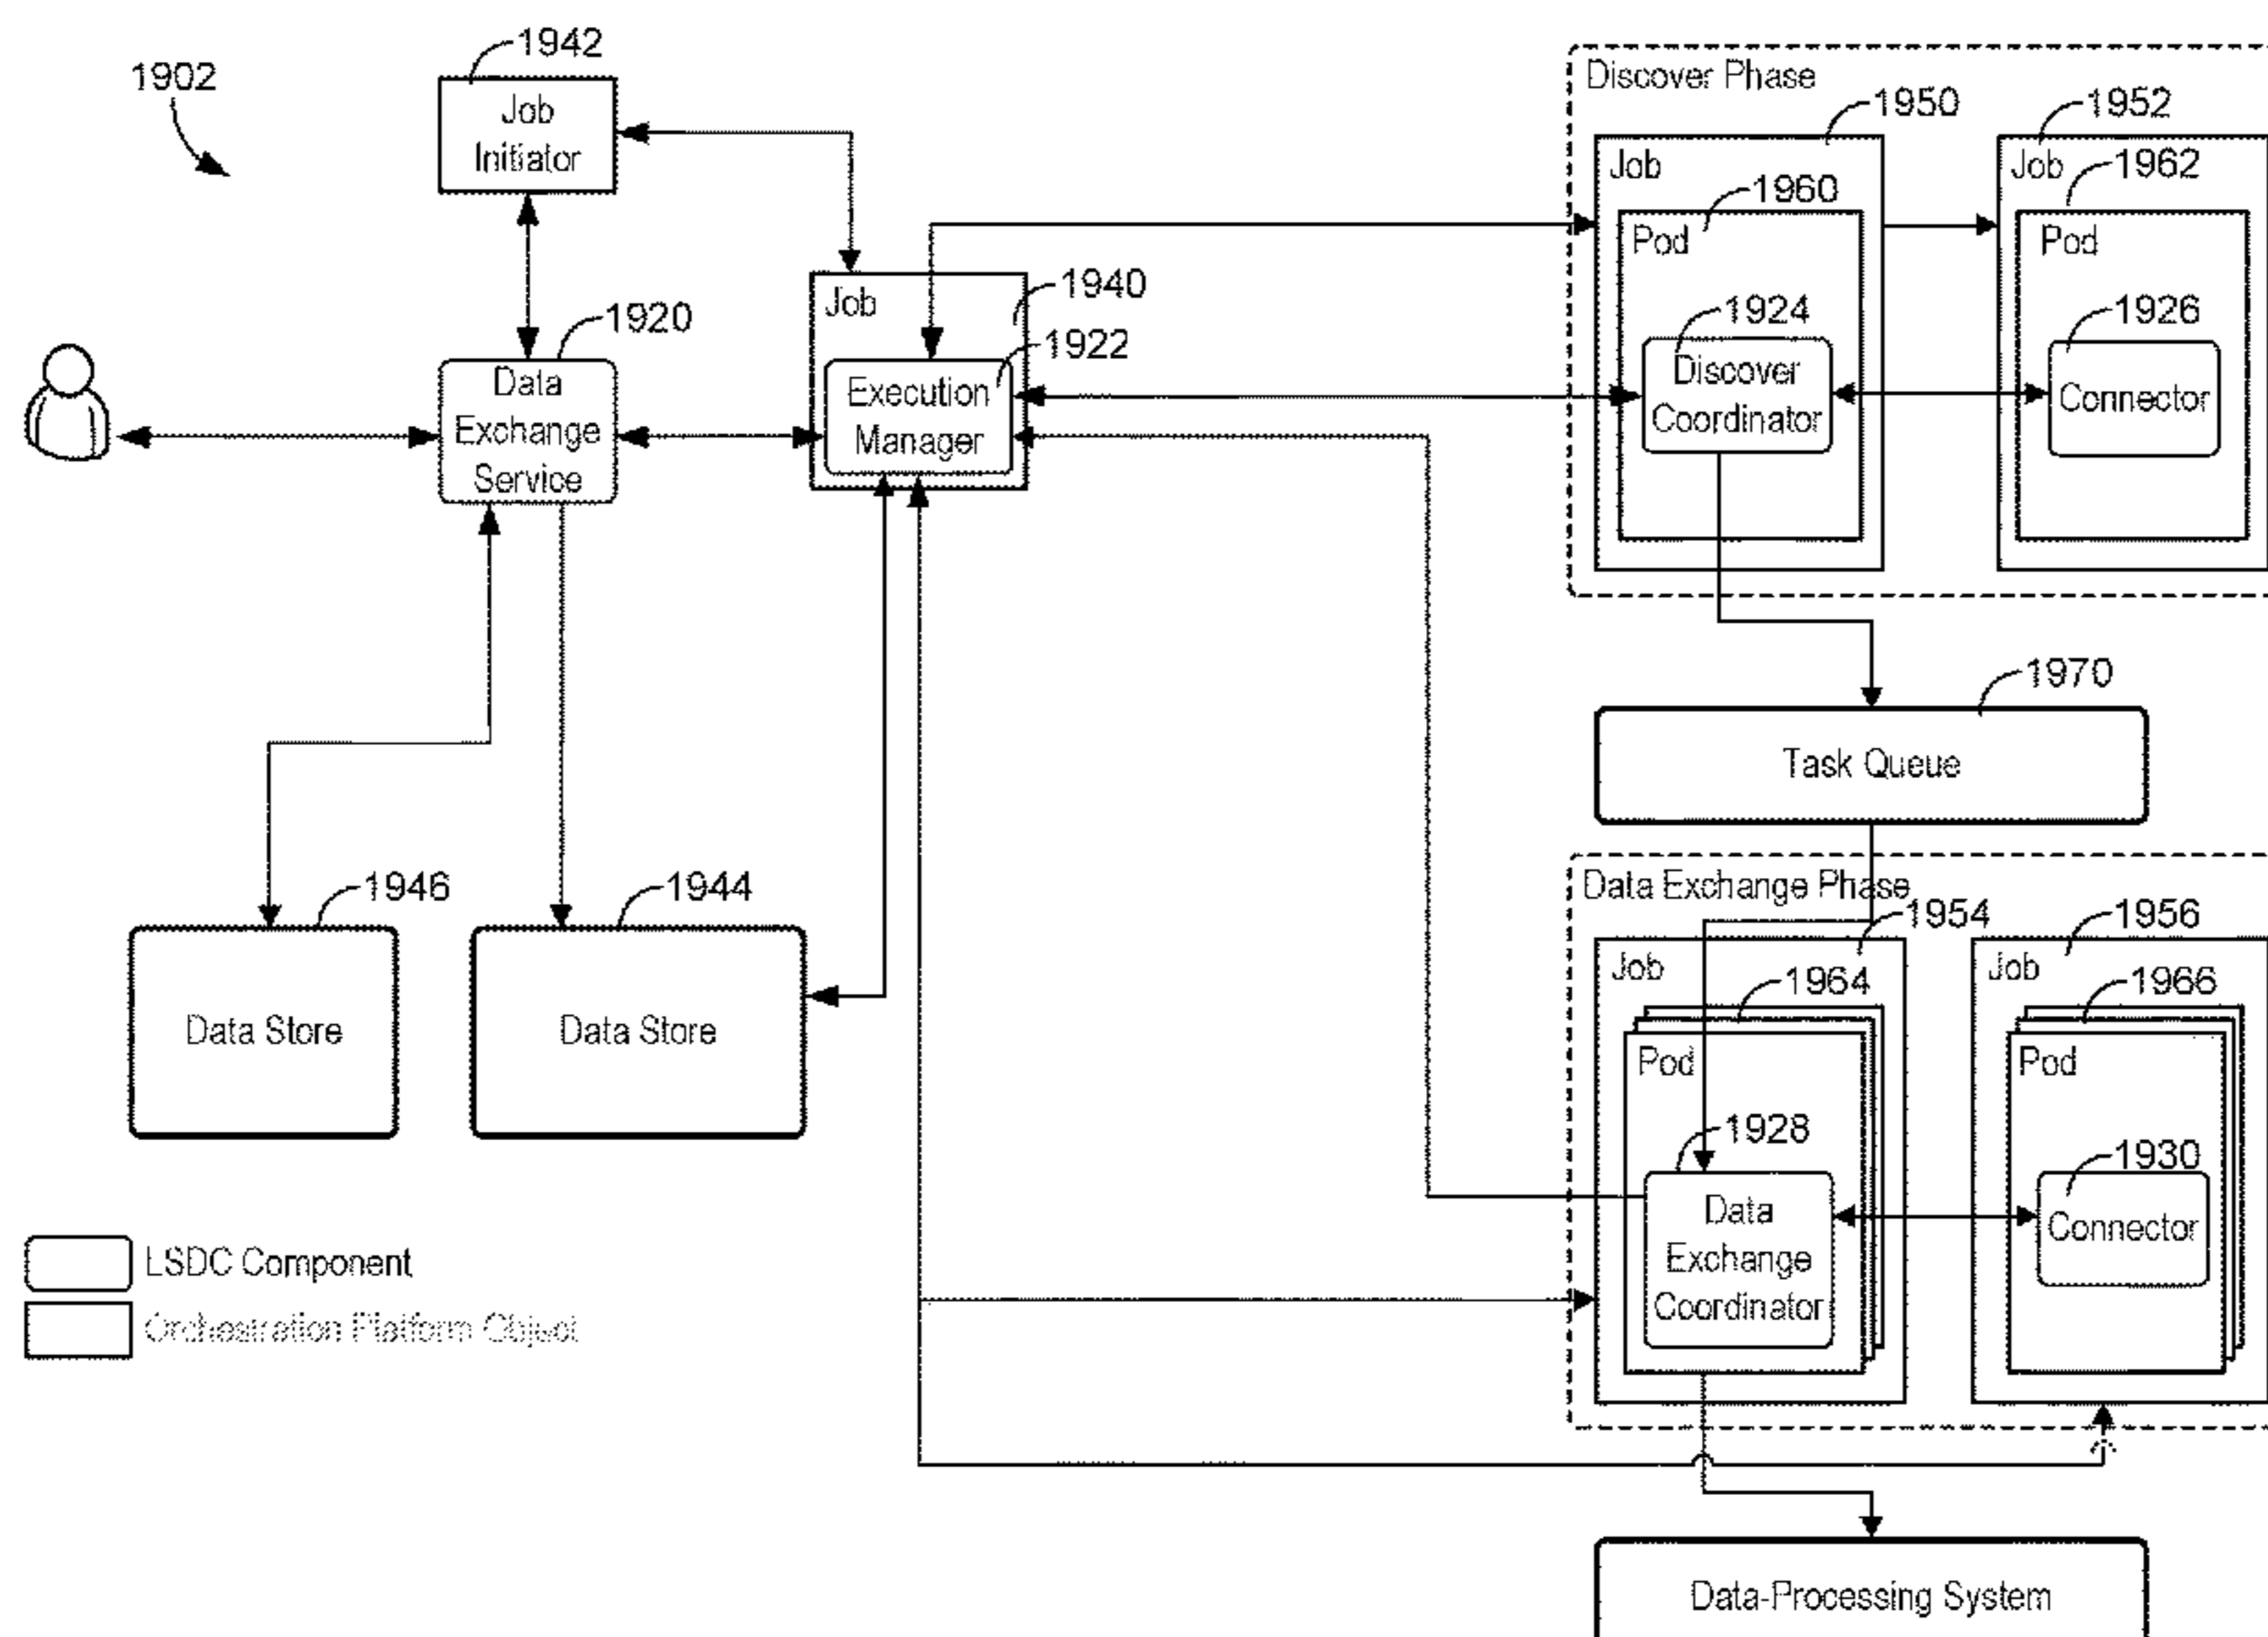 1902
1942
Job
Initiator
1920
Data
Exchange
Service
1940
Job
1922
Execution
Manager
1946
Data Store
1944
Data Store
LSDC Component
Orchestration Platform Object
Discover Phase
1950
Job
1960
Pod
1924
Discover
Coordinator
1952
Job
1962
Pod
1926
Connector
1970
Task Queue
Data Exchange Phase
1954
Job
1964
Pod
1928
Data
Exchange
Coordinator
1956
Job
1966
Pod
1930
Connector
Data-Processing System